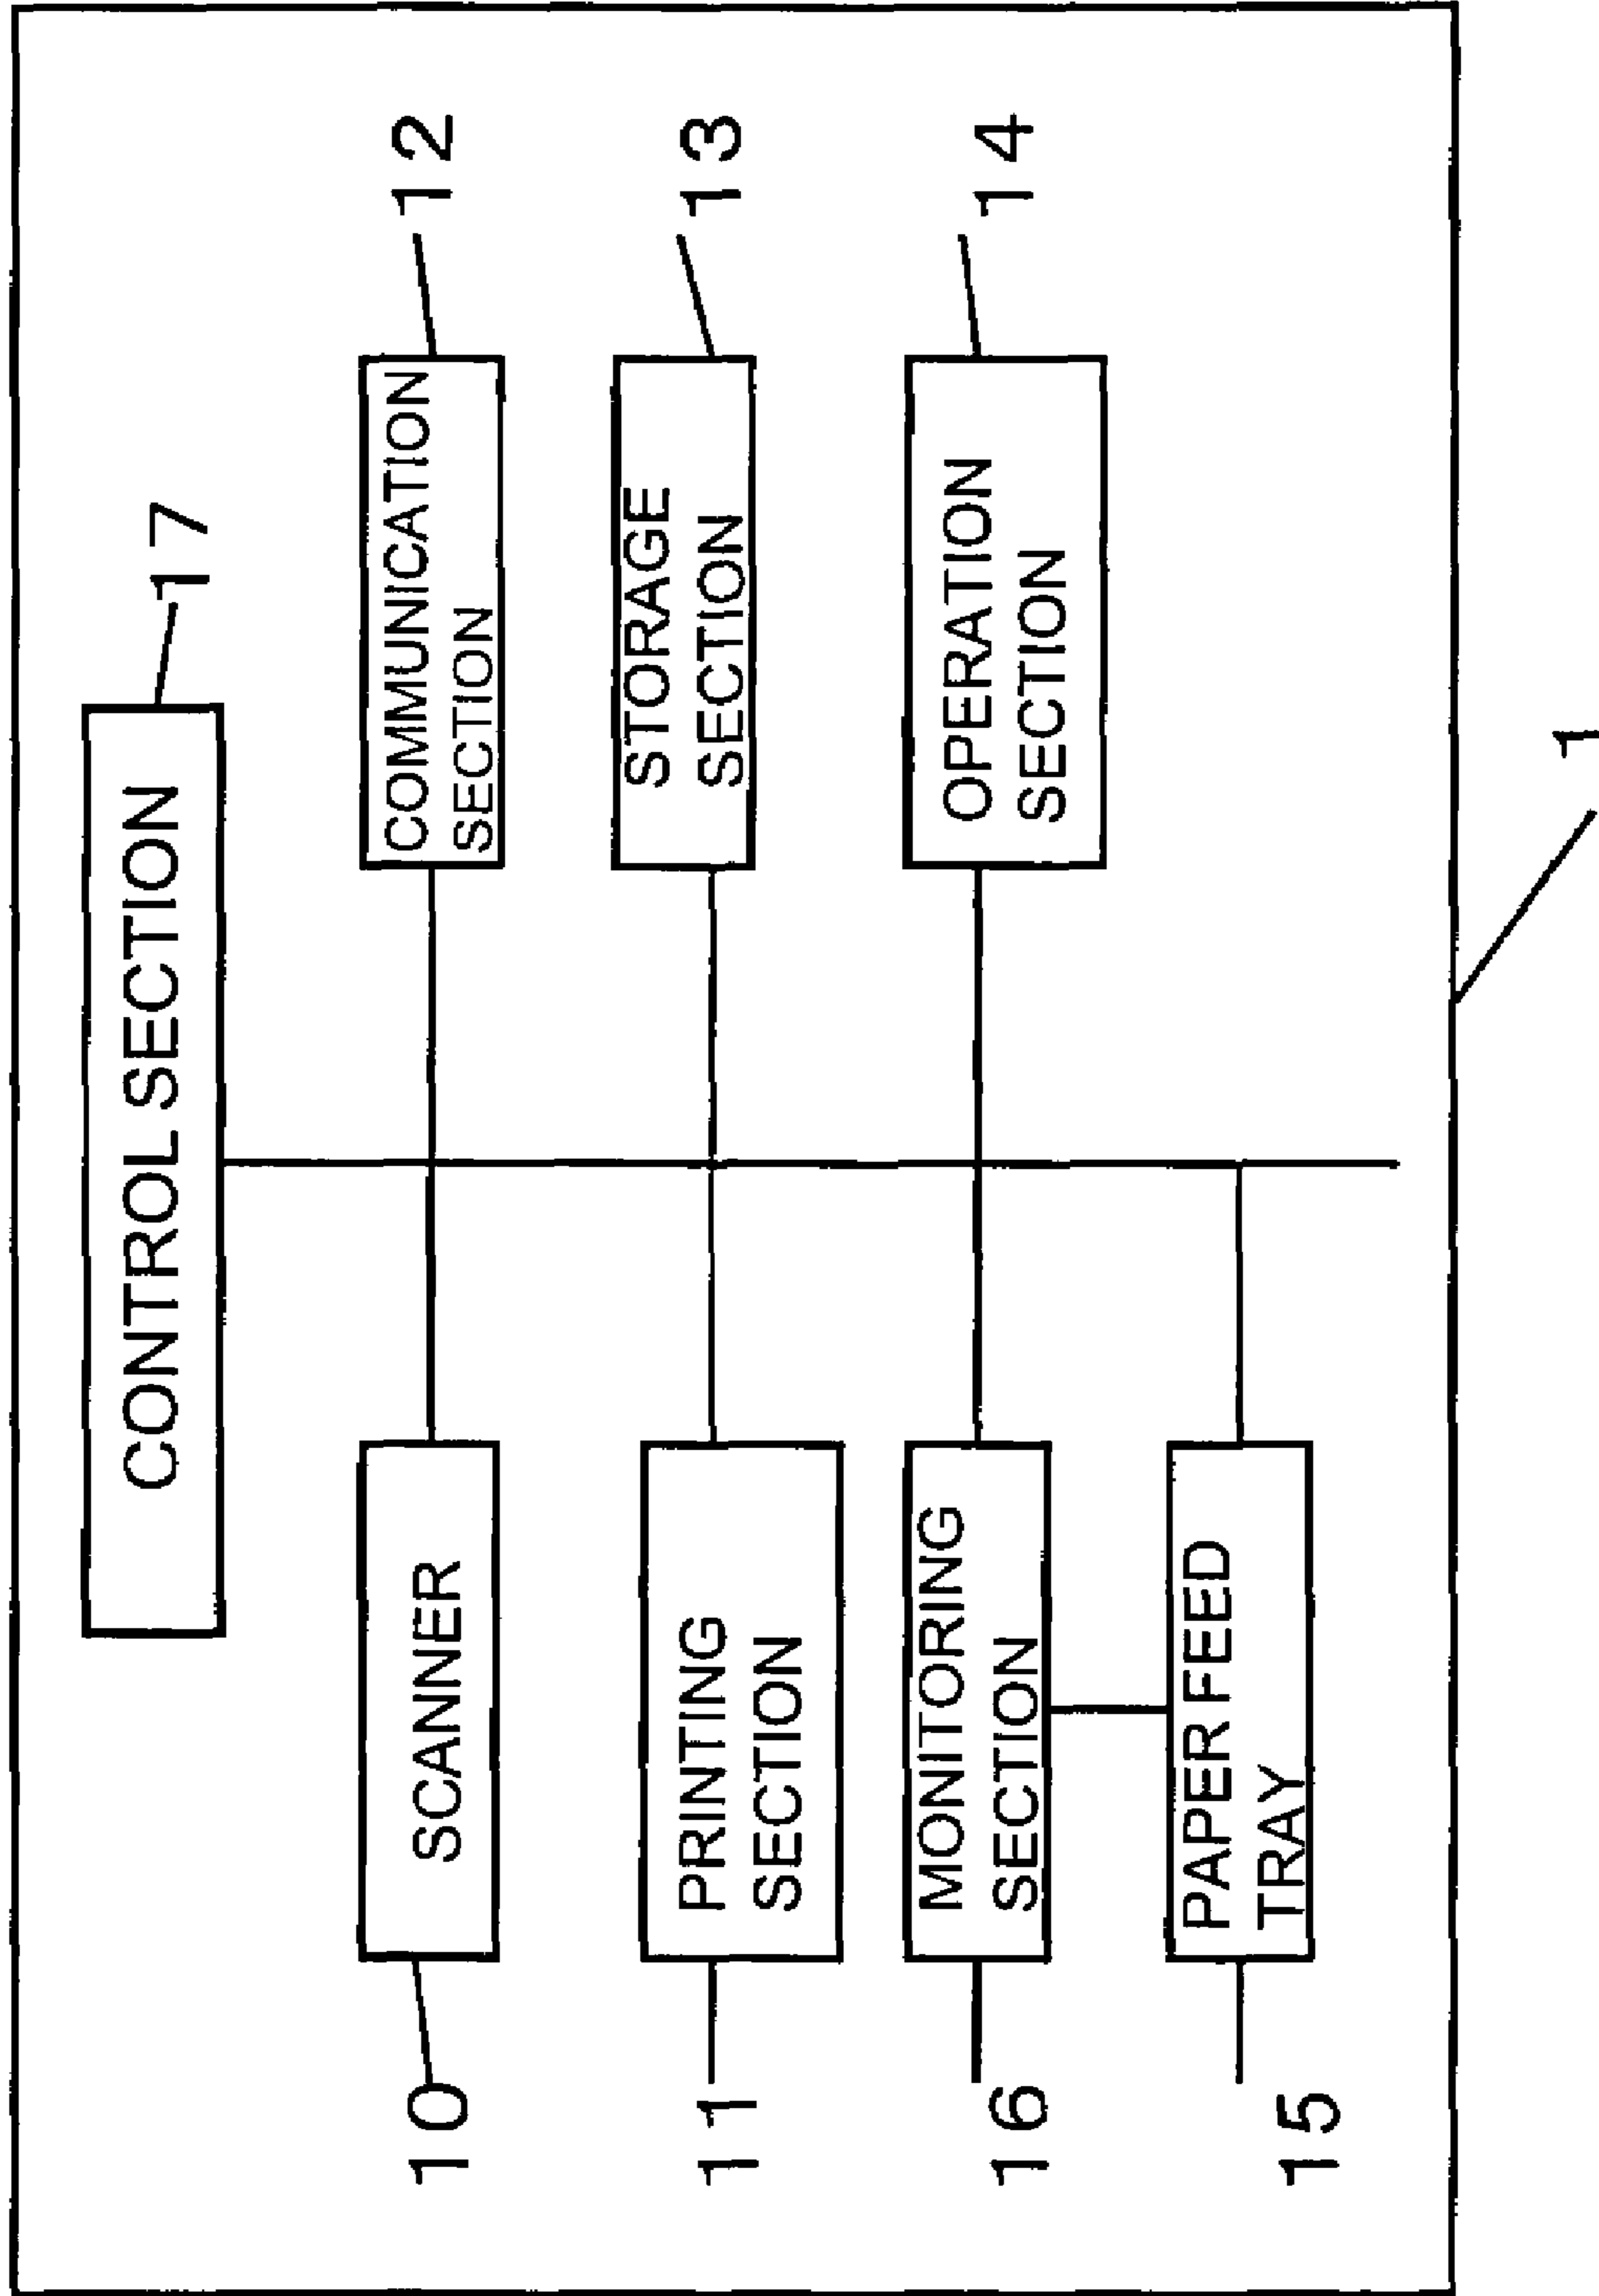 CONTROL SECTION
17
10
SCANNER
COMMUNICATION
SECTION
12
11
PRINTING
SECTION
STORAGE
SECTION
13
16
MONITORING
SECTION
OPERATION
SECTION
14
15
PAPER FEED
TRAY
1